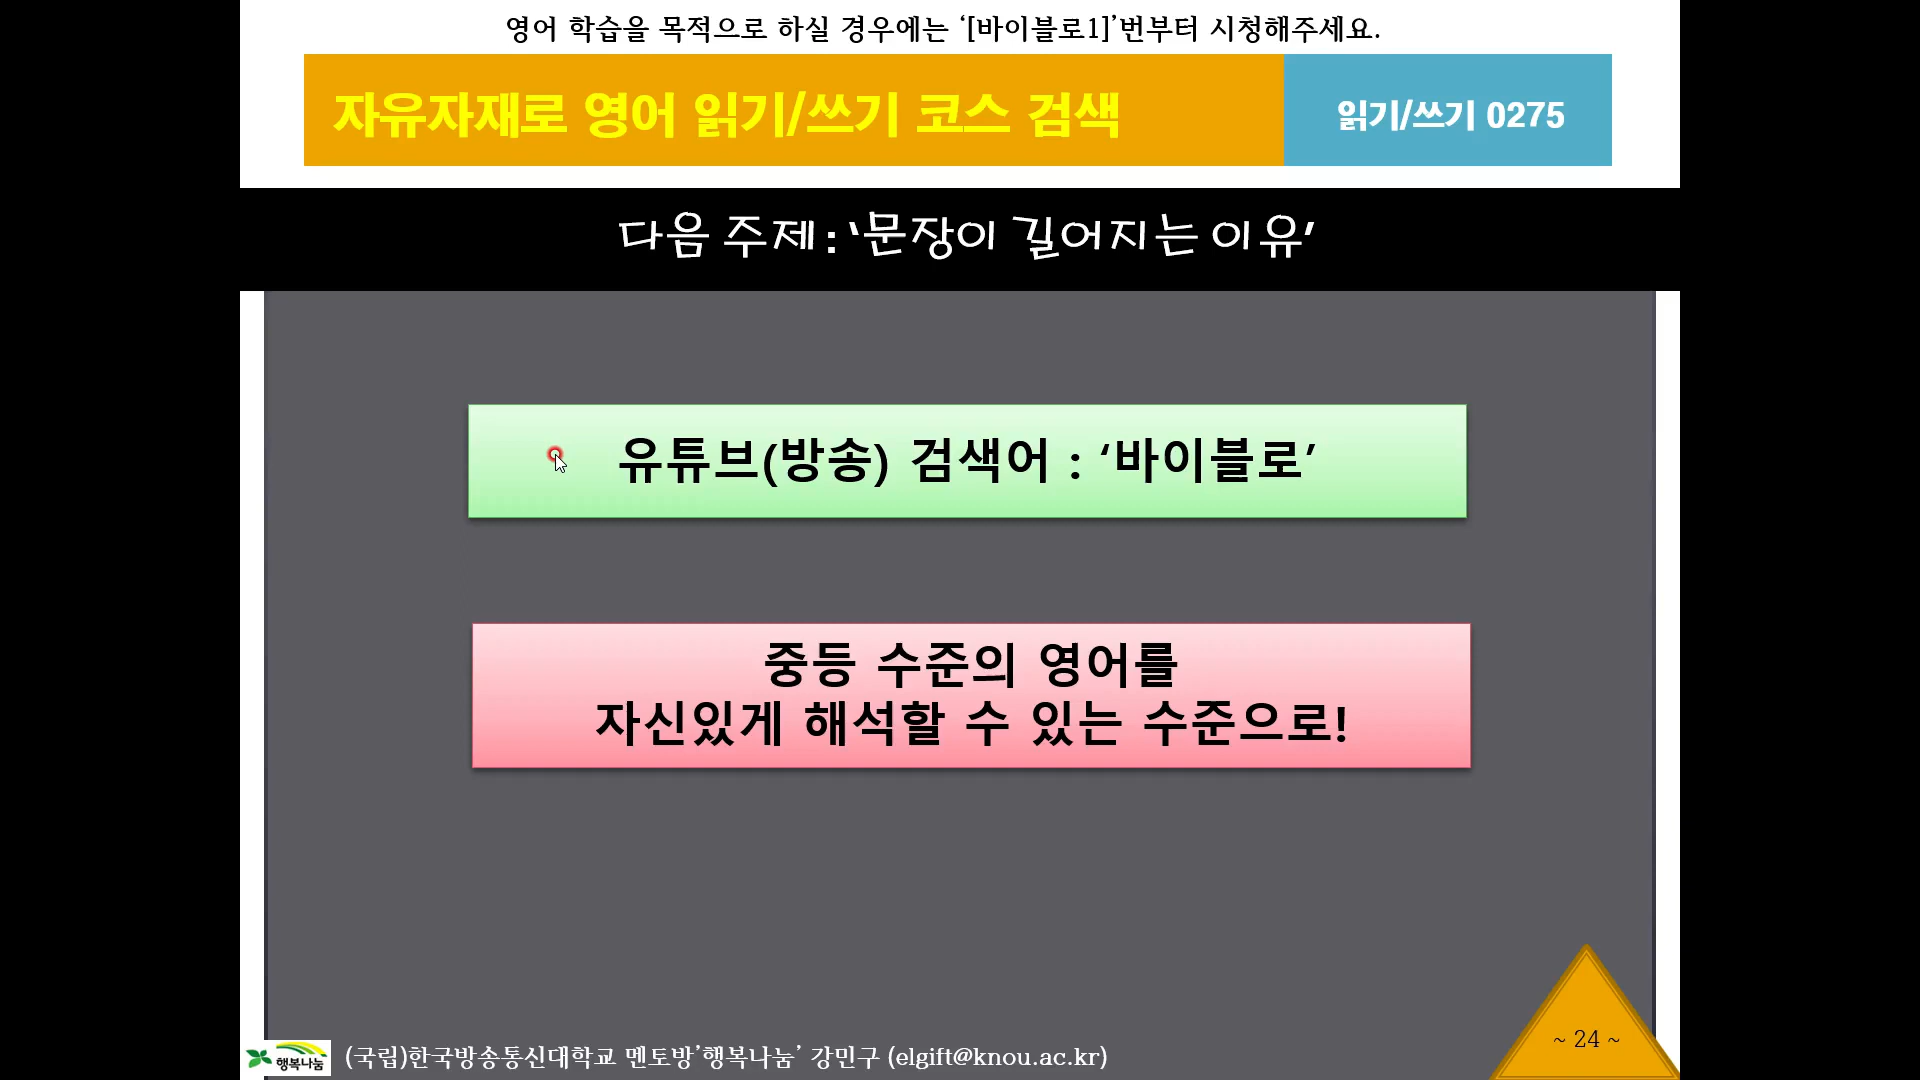 영어 학습을 목적으로 하실 경우에는 ‘[바이블로1]’번부터 시청해주세요.
자유자재로 영어 읽기/쓰기 코스 검색
읽기/쓰기 0275
다음 주제 : ‘문장이 길어지는 이유’
유튜브(방송) 검색어 : ‘바이블로’
중등 수준의 영어를
자신있게 해석할 수 있는 수준으로!
~ 24 ~
행복나눔
(국립)한국방송통신대학교 멘토방’행복나눔’ 강민구 (elgift@knou.ac.kr)